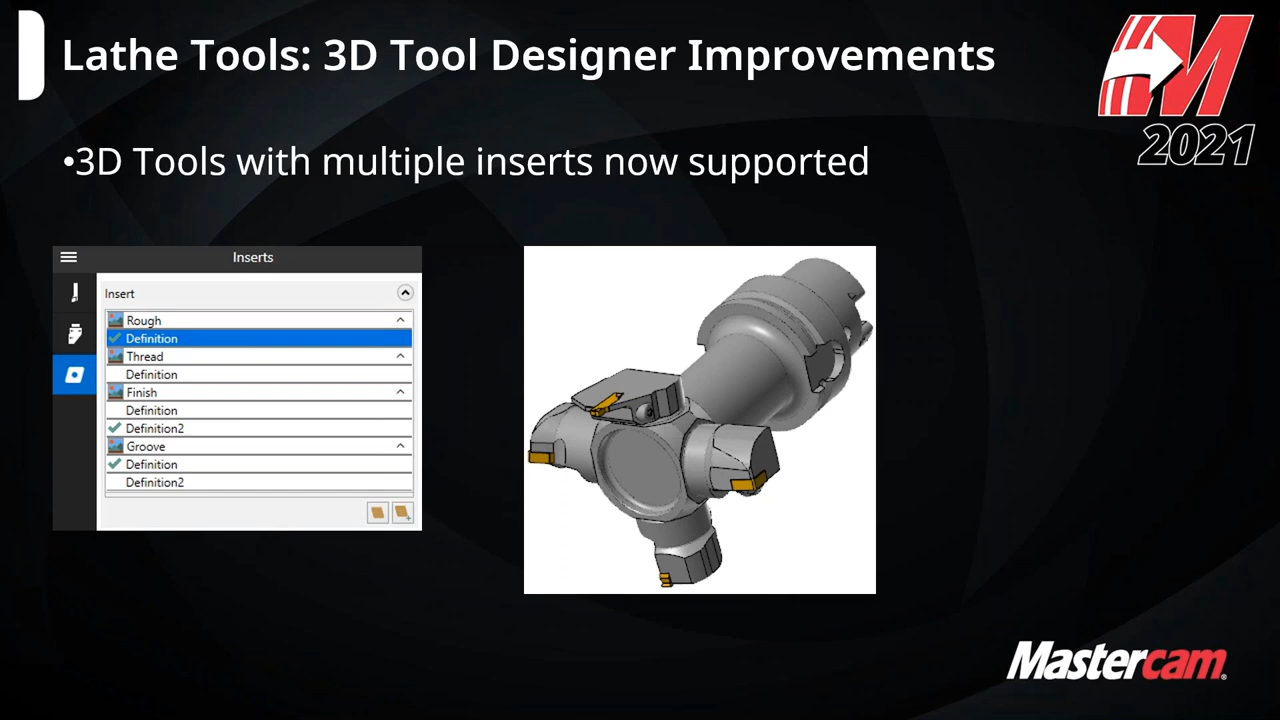 Lathe Tools: 3D Tool Designer Improvements
2021
•3D Tools with multiple inserts now supported
Inserts
Insert
Rough
Definition
Thread
Definition
Finish
Definition
Definition2
Groove
Definition
Definition2
Mastercam®